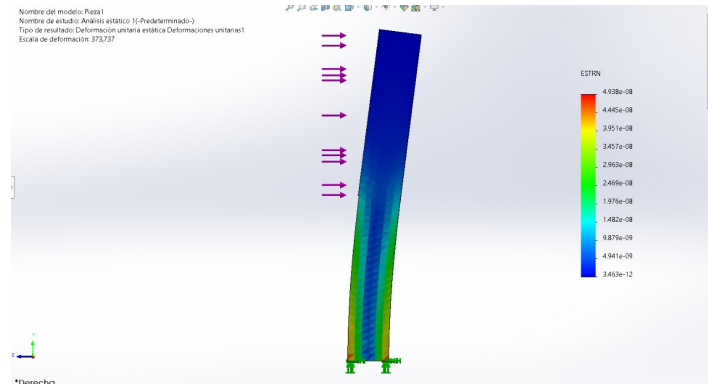 Nombre del modelo: Pieza1
Nombre de estudio: Análisis estático 1(-Predeterminado-)
Tipo de resultado: Deformación unitaria estática Deformaciones unitarias1
Escala de deformación: 373,737
ESTRN
4.938e-08
4.445e-08
3.951e-08
3.457e-08
2.963e-08
2.469e-08
1.976e-08
1.482e-08
9.879e-09
4.941e-09
3.463e-12
Z
*Derecha